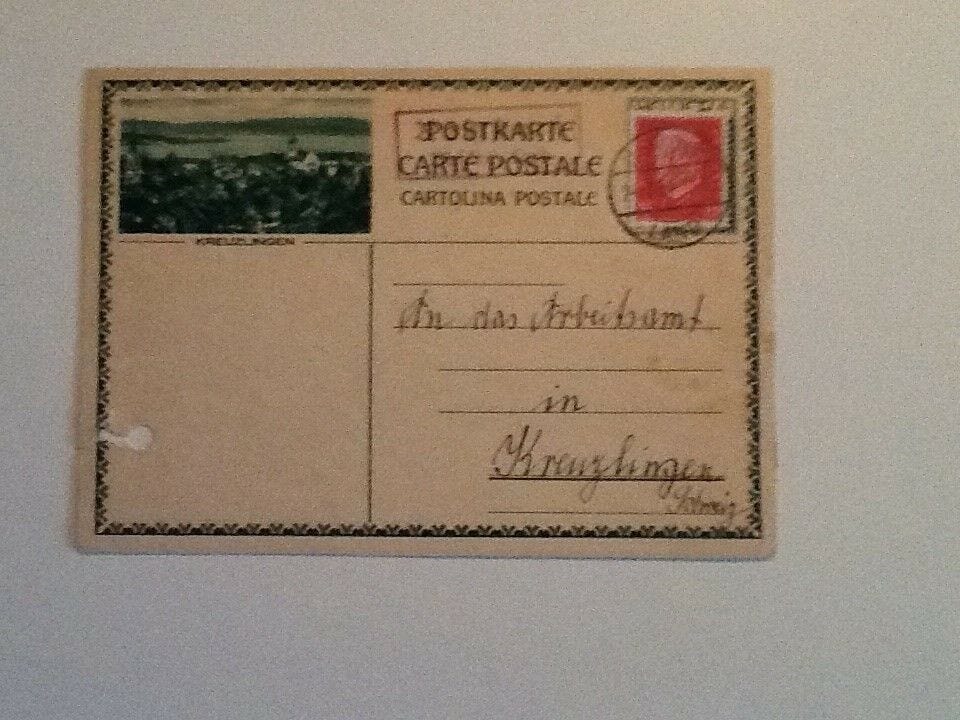 POSTKARTE
CARTE POSTALE
CARTOLINA POSTALE
KREUZLINGEN
An das Arbeitsamt
in
Kreuzlingen
Schweiz